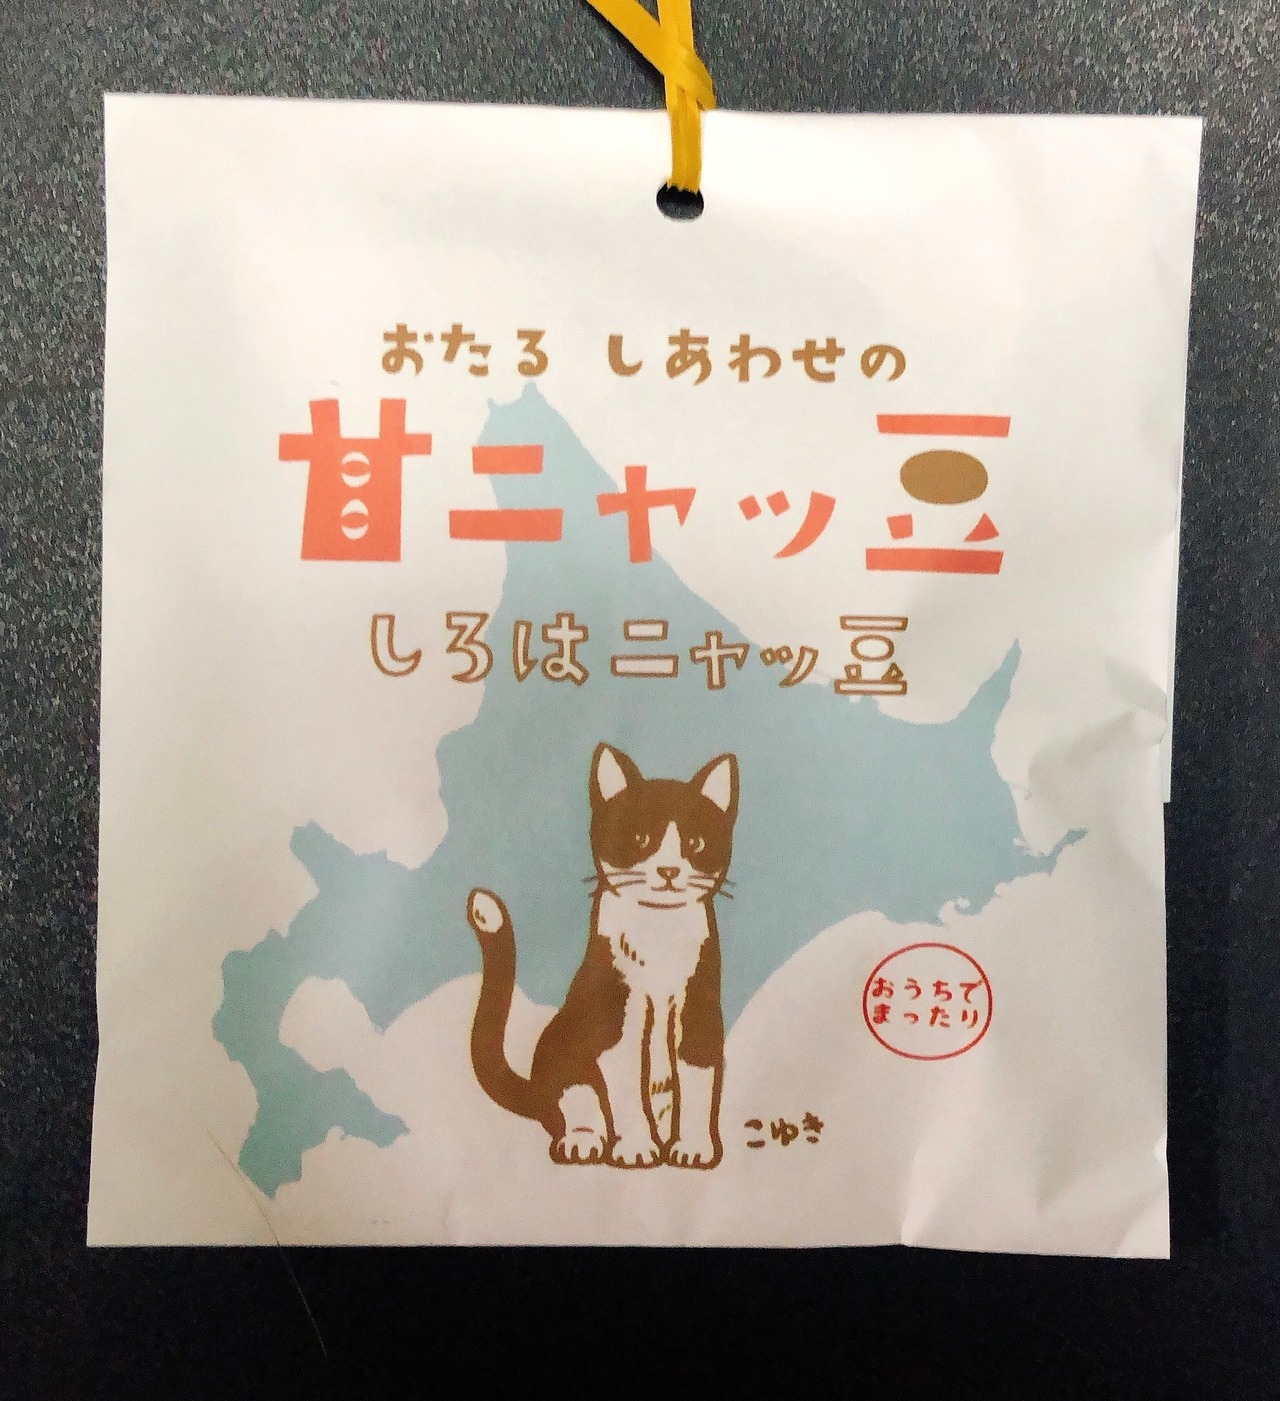 おたる しあわせの
甘ニャッ豆
しろはニャッ豆
おうちで
まったり
こゆき